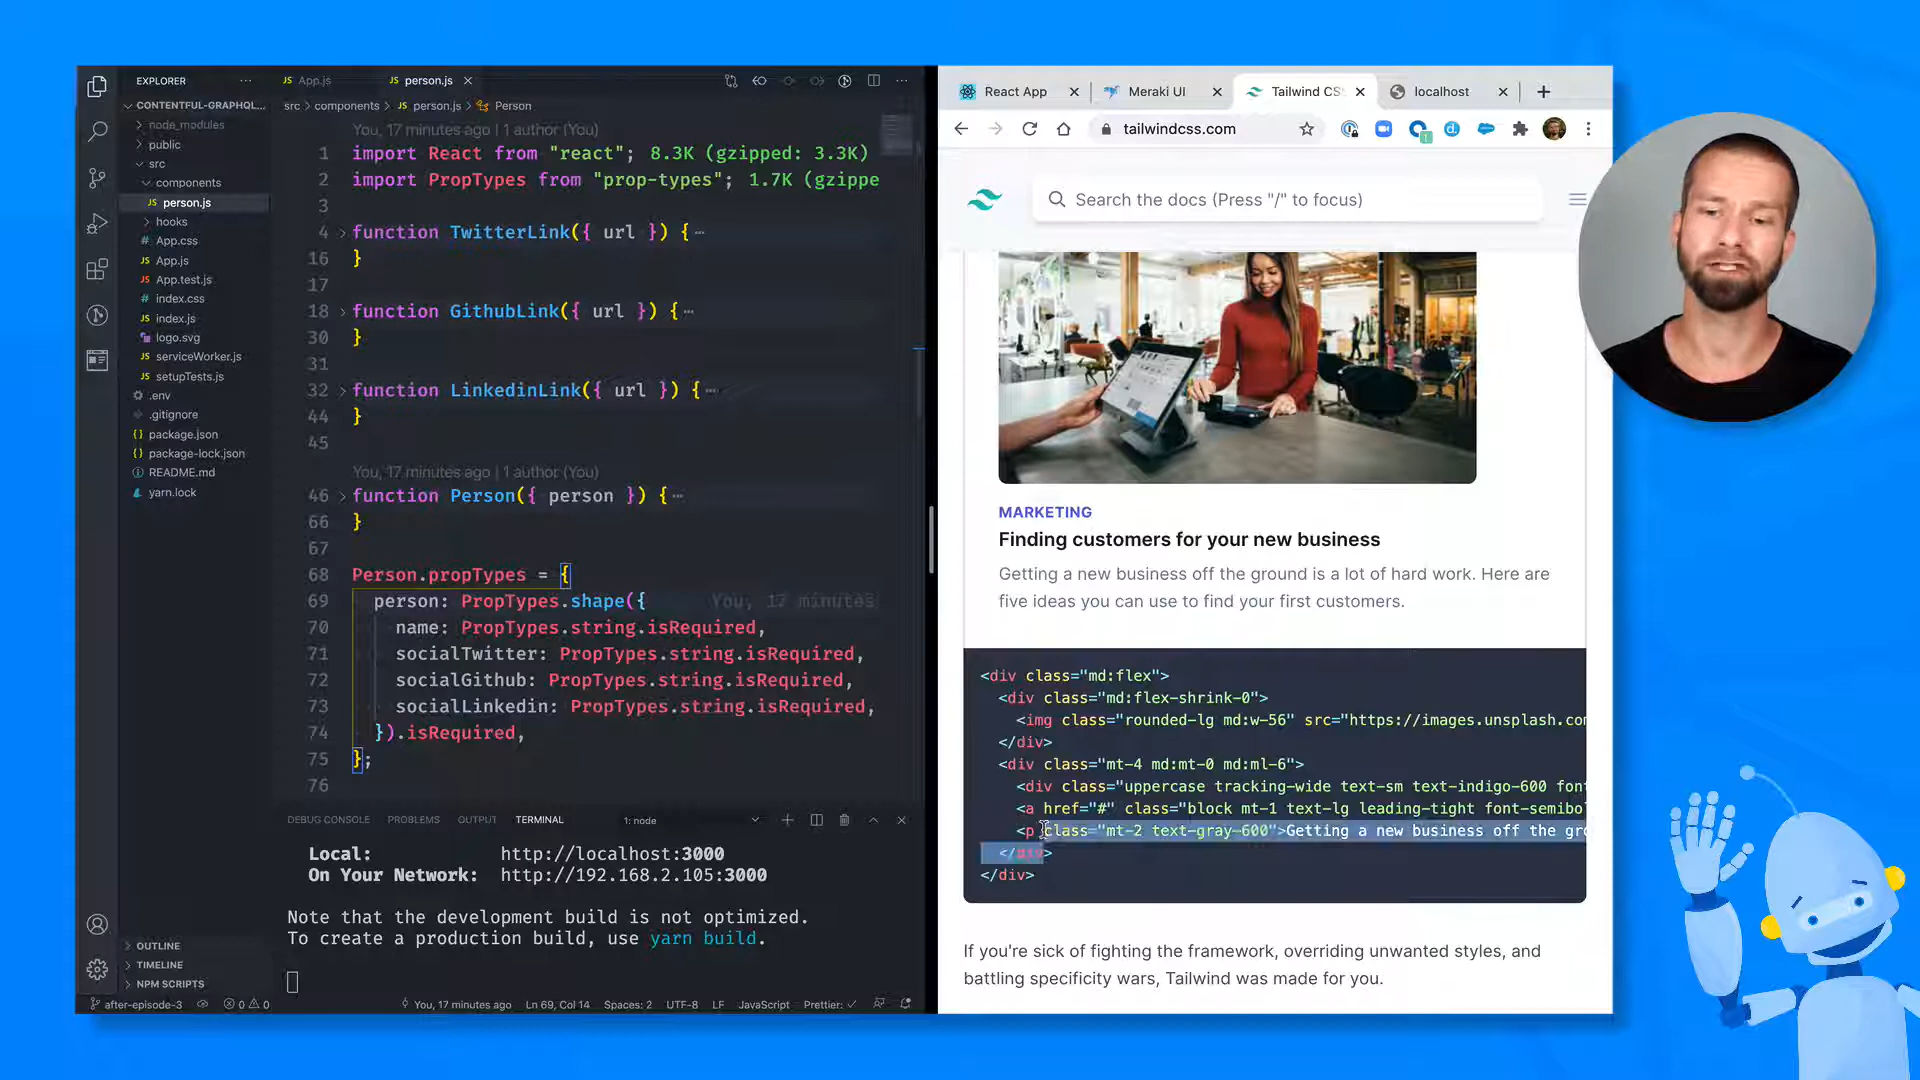 EXPLORER
CONTENTFUL-GRAPHQL...
node_modules
public
src
components
person.js
hooks
App.css
App.js
App.test.js
index.css
index.js
logo.svg
serviceWorker.js
setupTests.js
.env
.gitignore
package.json
package-lock.json
README.md
yarn.lock
OUTLINE
TIMELINE
NPM SCRIPTS
JS App.js
JS person.js
src > components > JS person.js > Person
You, 17 minutes ago | 1 author (You)
1 import React from "react"; 8.3K (gzipped: 3.3K)
2 import PropTypes from "prop-types"; 1.7K (gzippe
3
4 function TwitterLink({ url }) {
16 }
17
18 function GithubLink({ url }) {
30 }
31
32 function LinkedinLink({ url }) {
44 }
45
You, 17 minutes ago | 1 author (You)
46 function Person({ person }) {
66 }
67
68 Person.propTypes = {
69 person: PropTypes.shape({ You, 17 minutes
70 name: PropTypes.string.isRequired,
71 socialTwitter: PropTypes.string.isRequired,
72 socialGithub: PropTypes.string.isRequired,
73 socialLinkedin: PropTypes.string.isRequired,
74 }).isRequired,
75 };
76
DEBUG CONSOLE PROBLEMS OUTPUT TERMINAL 1: node
Local: http://localhost:3000
On Your Network: http://192.168.2.105:3000
Note that the development build is not optimized.
To create a production build, use yarn build.
after-episode-3 0 0 You, 17 minutes ago Ln 69, Col 14 Spaces: 2 UTF-8 LF JavaScript Prettier: ✓
React App
Meraki UI
Tailwind CS
localhost
tailwindcss.com
Search the docs (Press "/" to focus)
MARKETING
Finding customers for your new business
Getting a new business off the ground is a lot of hard work. Here are
five ideas you can use to find your first customers.
<div class="md:flex">
<div class="md:flex-shrink-0">
<img class="rounded-lg md:w-56" src="https://images.unsplash.com
</div>
<div class="mt-4 md:mt-0 md:ml-6">
<div class="uppercase tracking-wide text-sm text-indigo-600 font
<a href="#" class="block mt-1 text-lg leading-tight font-semibol
<p class="mt-2 text-gray-600">Getting a new business off the gro
</div>
</div>
If you're sick of fighting the framework, overriding unwanted styles, and
battling specificity wars, Tailwind was made for you.